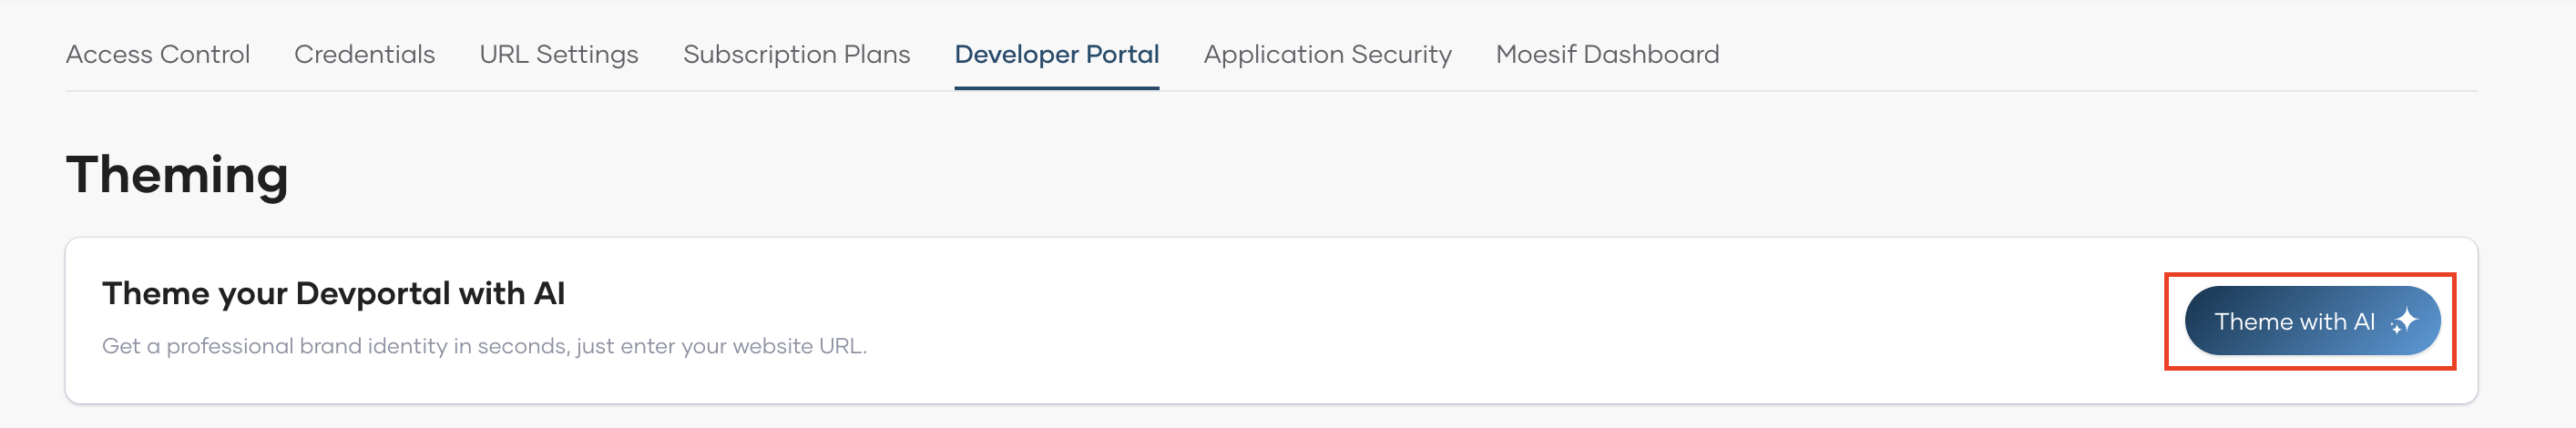 Access Control Credentials URL Settings Subscription Plans Developer Portal Application Security Moesif Dashboard
Theming
Theme your Devportal with AI
Get a professional brand identity in seconds, just enter your website URL.
Theme with AI